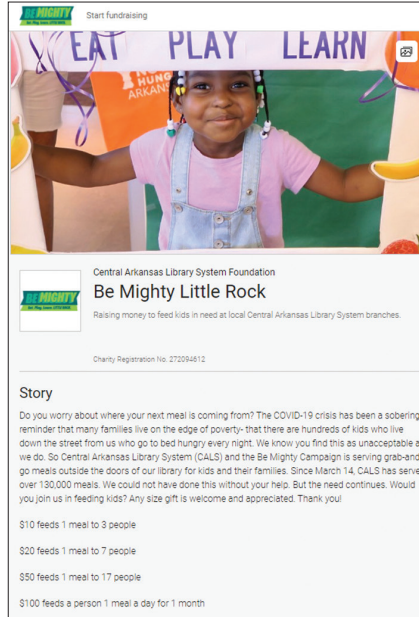 BE MIGHTY
Eat. Play. Learn. Little Rock.
Start fundraising
EAT PLAY LEARN
NO
HUNG
ARKANS
Central Arkansas Library System Foundation
BE MIGHTY
Be Mighty Little Rock
Raising money to feed kids in need at local Central Arkansas Library System branches.
Charity Registration No. 272094612
Story
Do you worry about where your next meal is coming from? The COVID-19 crisis has been a sobering
reminder that many families live on the edge of poverty- that there are hundreds of kids who live
down the street from us who go to bed hungry every night. We know you find this as unacceptable a
we do. So Central Arkansas Library System (CALS) and the Be Mighty Campaign is serving grab-and
go meals outside the doors of our library for kids and their families. Since March 14, CALS has serve
over 130,000 meals. We could not have done this without your help. But the need continues. Would
you join us in feeding kids? Any size gift is welcome and appreciated. Thank you!
$10 feeds 1 meal to 3 people
$20 feeds 1 meal to 7 people
$50 feeds 1 meal to 17 people
$100 feeds a person 1 meal a day for 1 month